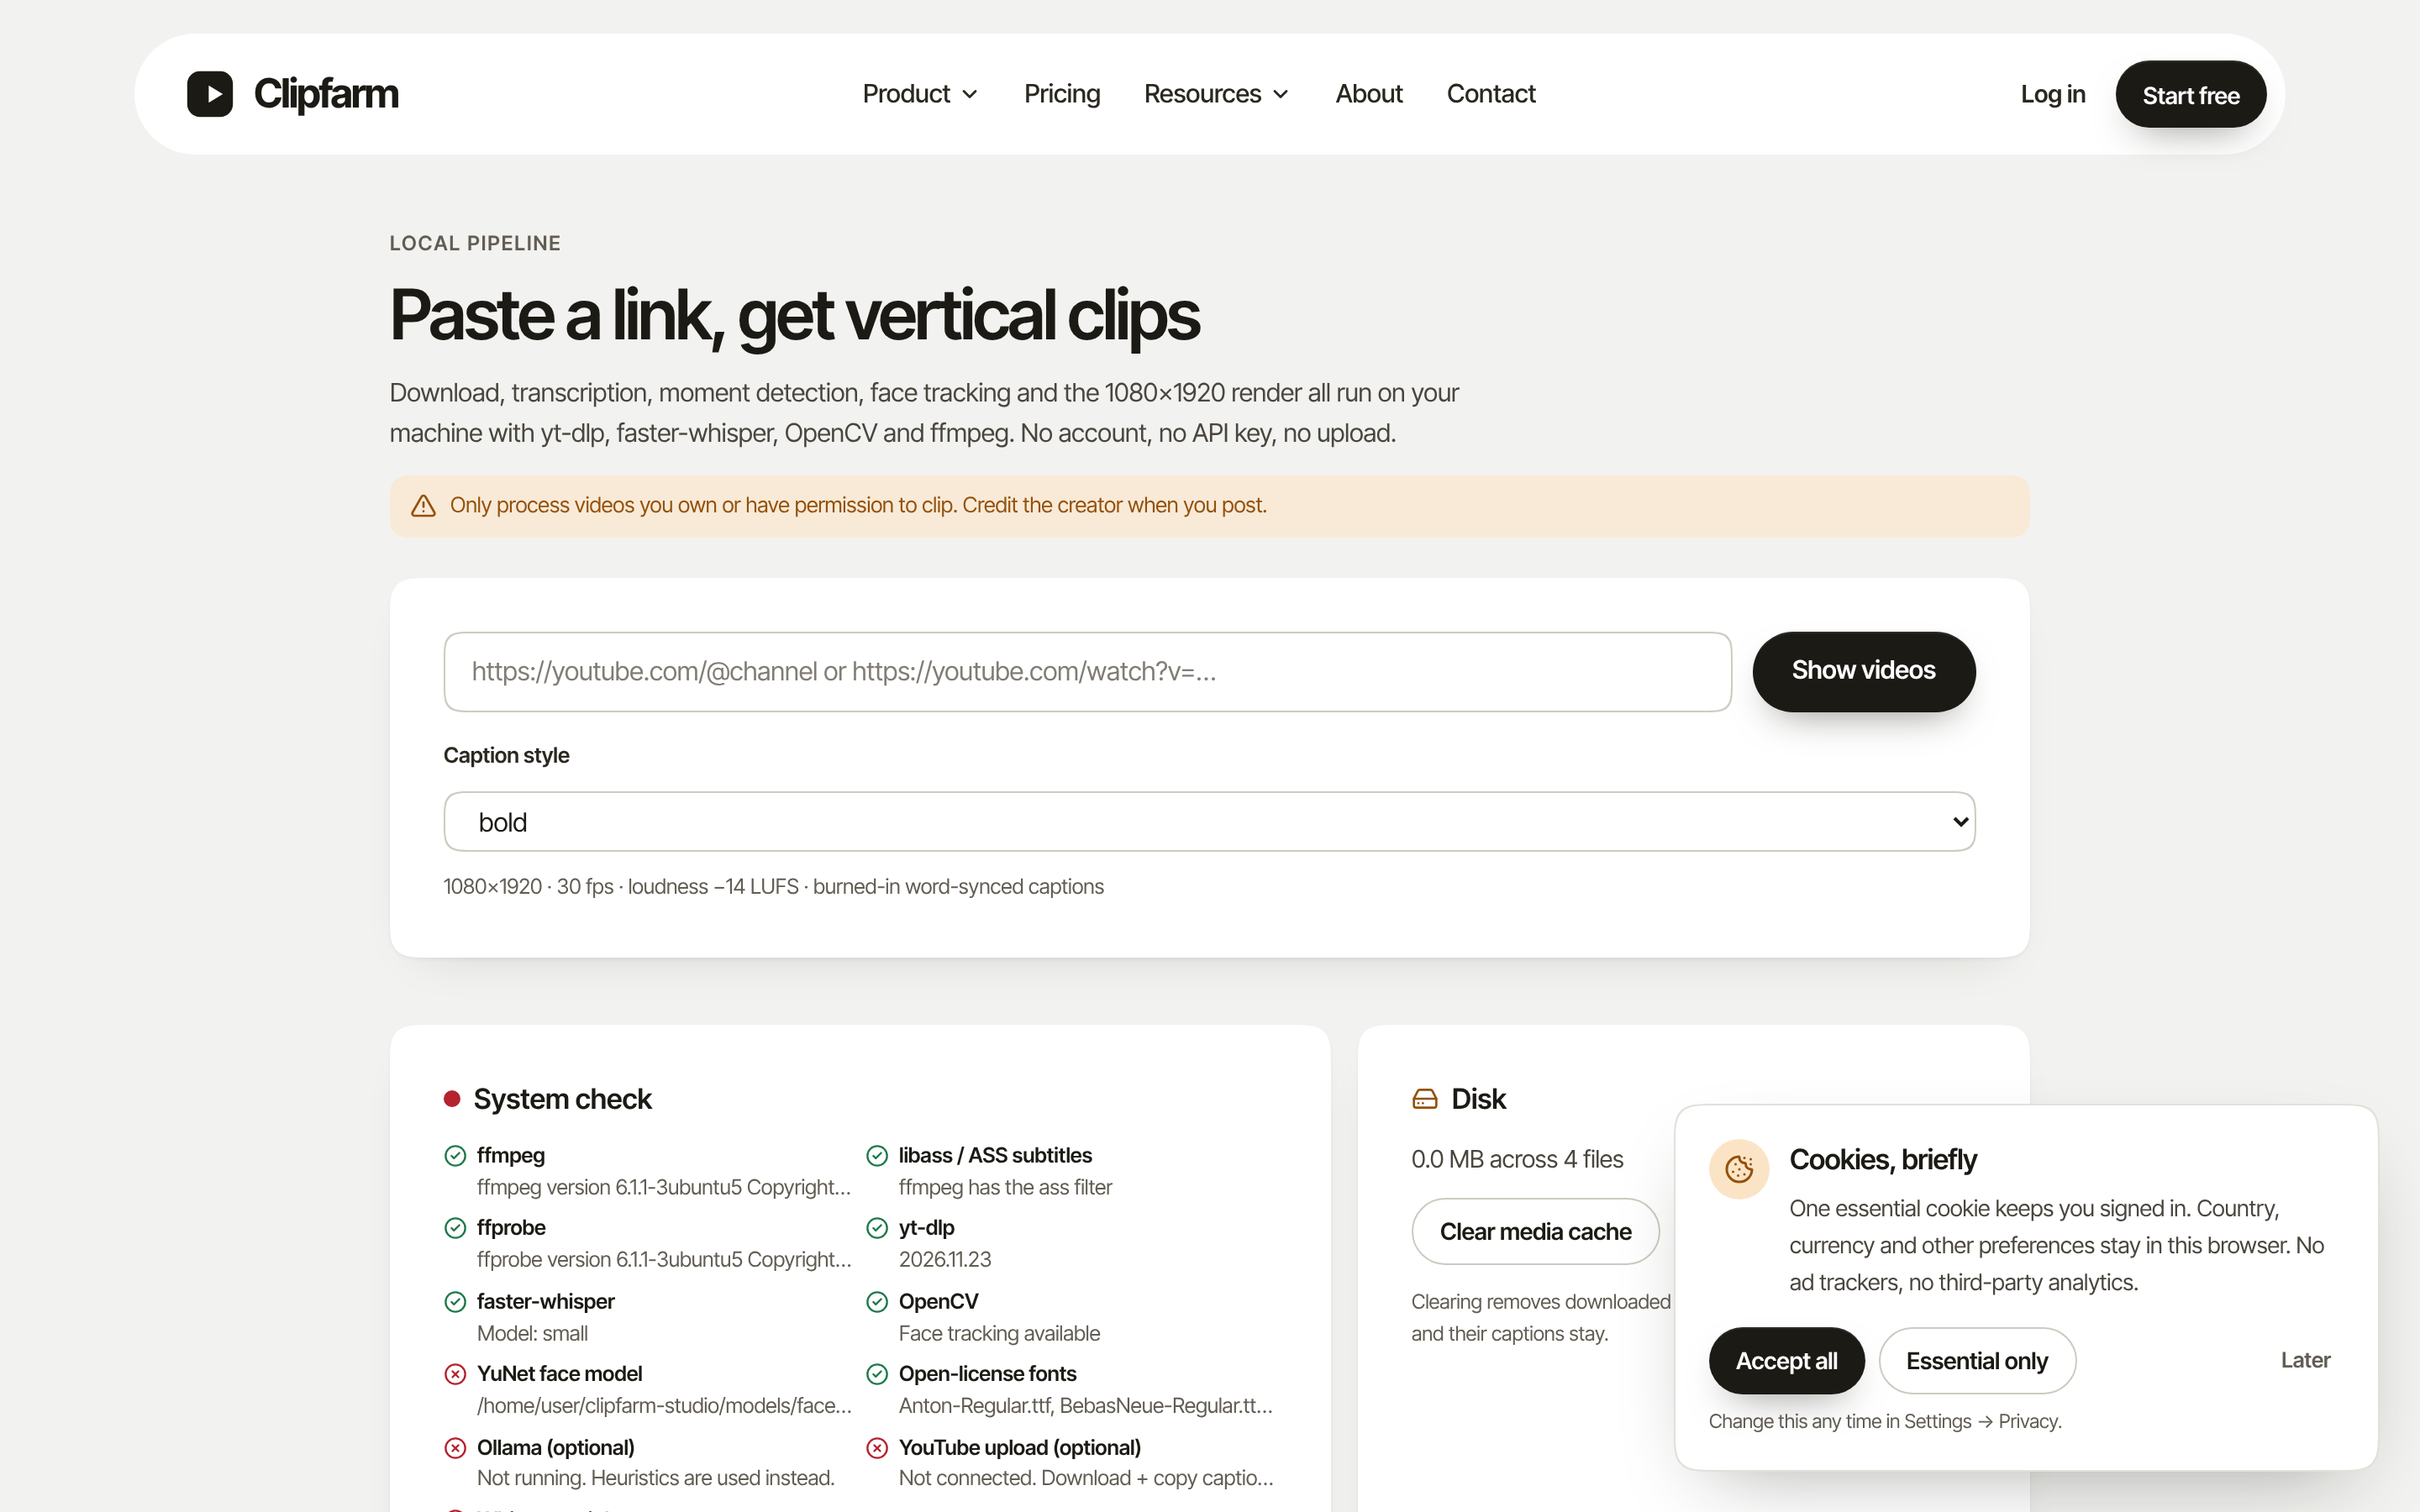 Clipfarm
Product
Pricing
Resources
About
Contact
Log in
Start free
LOCAL PIPELINE
Paste a link, get vertical clips
Download, transcription, moment detection, face tracking and the 1080×1920 render all run on your
machine with yt-dlp, faster-whisper, OpenCV and ffmpeg. No account, no API key, no upload.
Only process videos you own or have permission to clip. Credit the creator when you post.
https://youtube.com/@channel or https://youtube.com/watch?v=…
Show videos
Caption style
bold
1080×1920 · 30 fps · loudness −14 LUFS · burned-in word-synced captions
System check
ffmpeg
ffmpeg version 6.1.1-3ubuntu5 Copyright…
libass / ASS subtitles
ffmpeg has the ass filter
ffprobe
ffprobe version 6.1.1-3ubuntu5 Copyright…
yt-dlp
2026.11.23
faster-whisper
Model: small
OpenCV
Face tracking available
YuNet face model
/home/user/clipfarm-studio/models/face…
Open-license fonts
Anton-Regular.ttf, BebasNeue-Regular.tt…
Ollama (optional)
Not running. Heuristics are used instead.
YouTube upload (optional)
Not connected. Download + copy captio…
Disk
0.0 MB across 4 files
Clear media cache
Clearing removes downloaded
and their captions stay.
Cookies, briefly
One essential cookie keeps you signed in. Country,
currency and other preferences stay in this browser. No
ad trackers, no third-party analytics.
Accept all
Essential only
Later
Change this any time in Settings → Privacy.